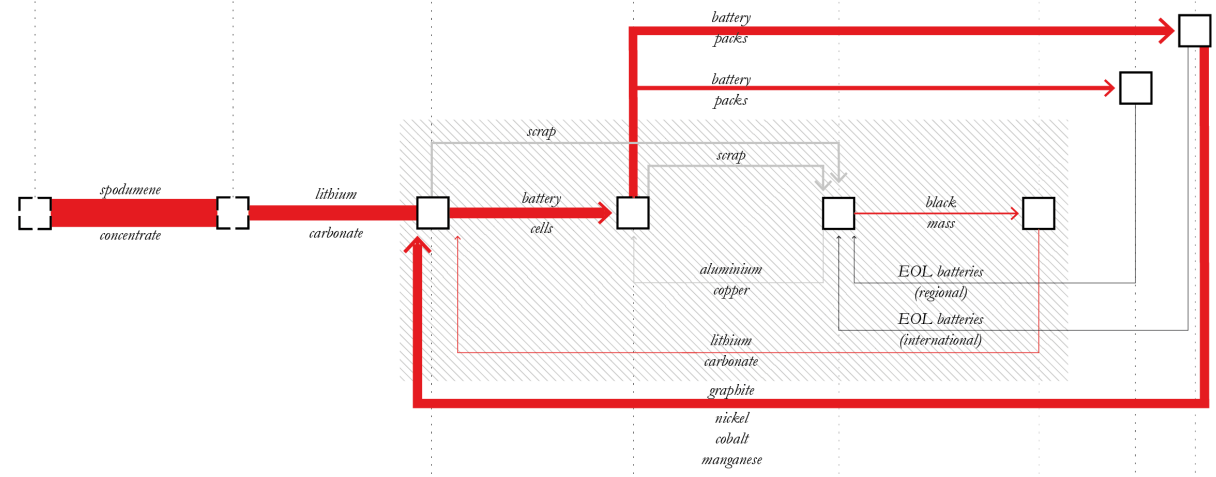 battery
packs
battery
packs
scrap
scrap
spodumene
concentrate
lithium
carbonate
battery
cells
black
mass
aluminium
copper
EOL batteries
(regional)
EOL batteries
(international)
lithium
carbonate
graphite
nickel
cobalt
manganese